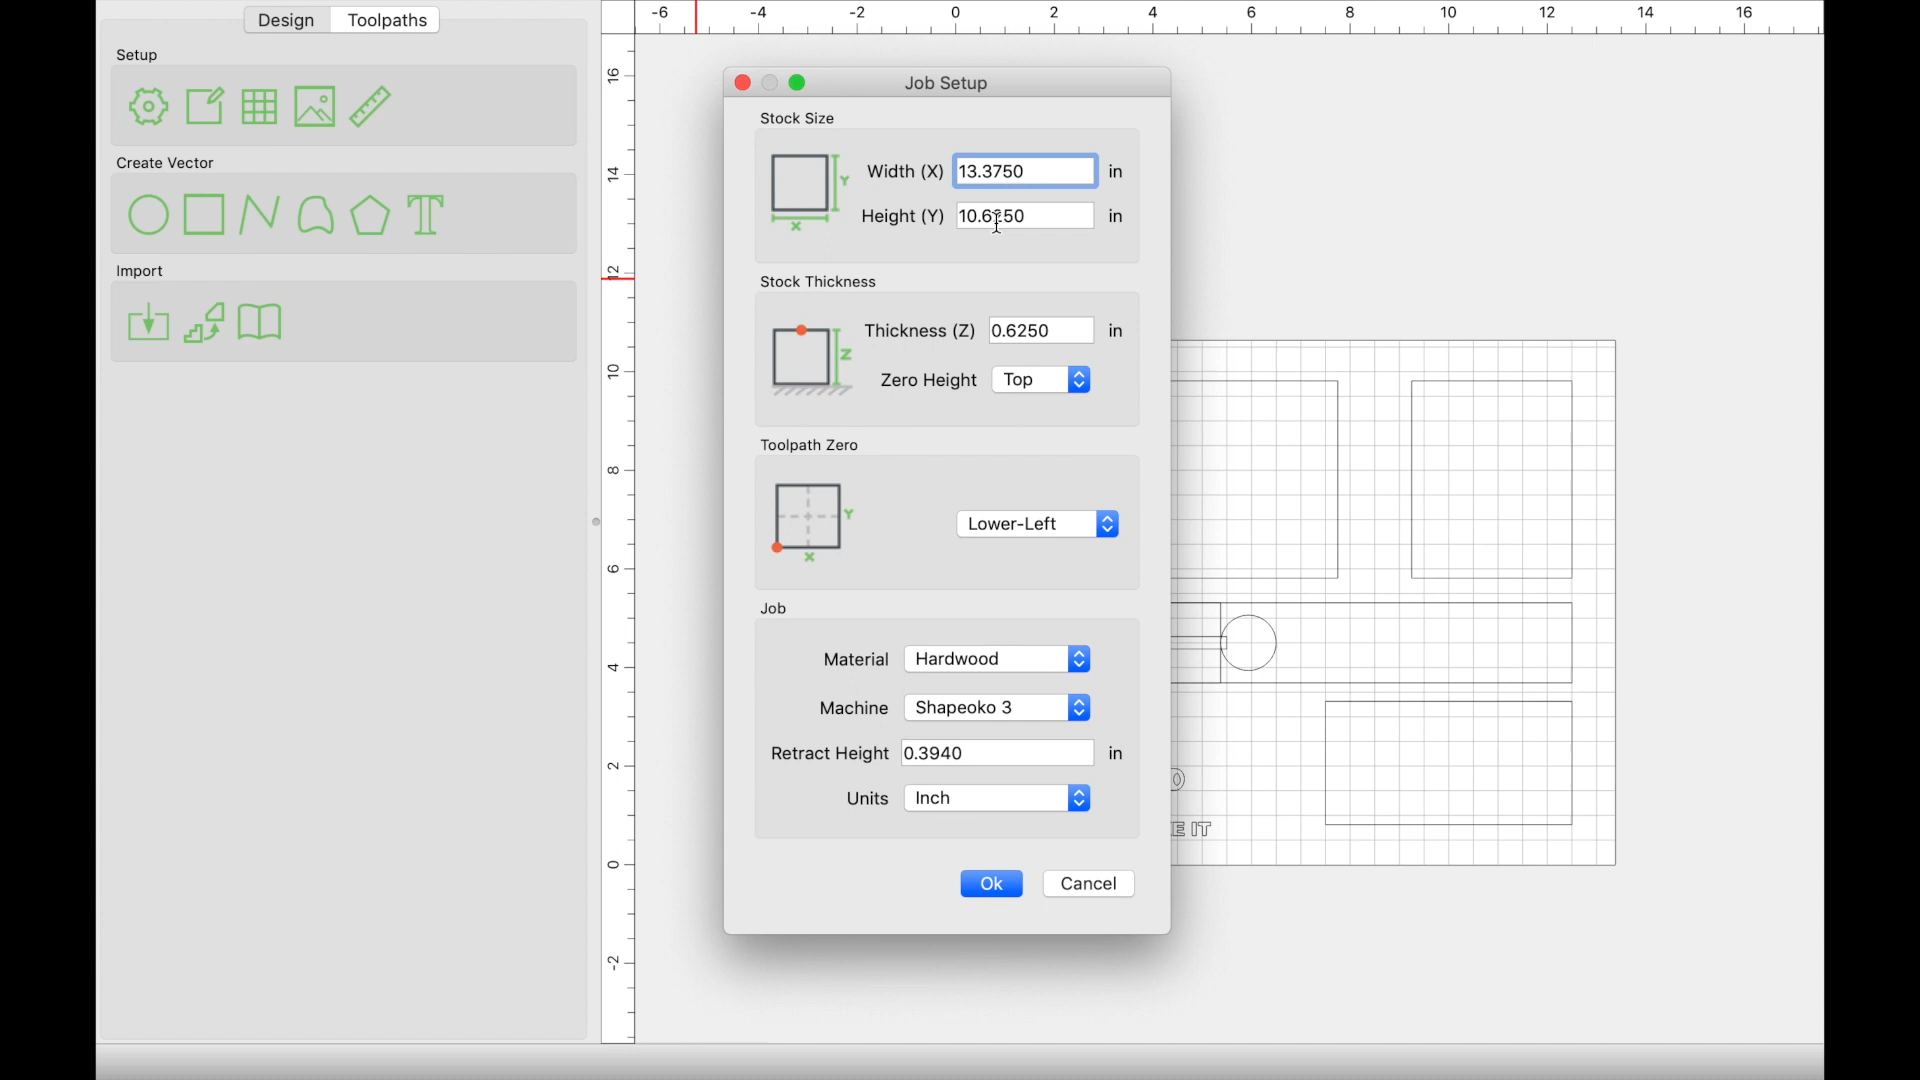 Design Toolpaths
-6 -4 -2 0 2 4 6 8 10 12 14 16
Setup
Create Vector
Import
16
14
12
10
8
6
4
2
0
-2
Job Setup
Stock Size
Width (X) 13.3750 in
Height (Y) in
Y
X
Stock Thickness
Thickness (Z) 0.6250 in
Zero Height Top
Z
Toolpath Zero
Lower-Left
Y
X
Job
Material Hardwood
Machine Shapeoko 3
Retract Height 0.3940 in
Units Inch
Ok Cancel
IT